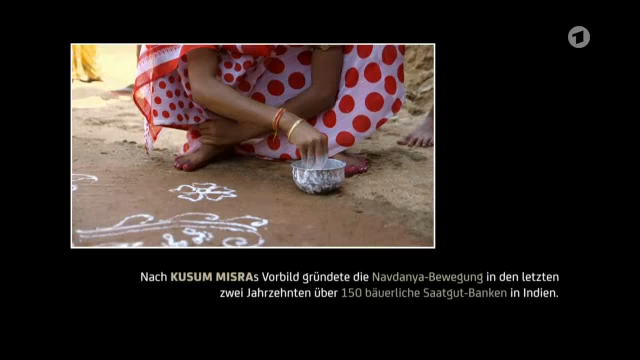 Nach KUSUM MISRAs Vorbild gründete die Navdanya-Bewegung in den letzten
zwei Jahrzehnten über 150 bäuerliche Saatgut-Banken in Indien.